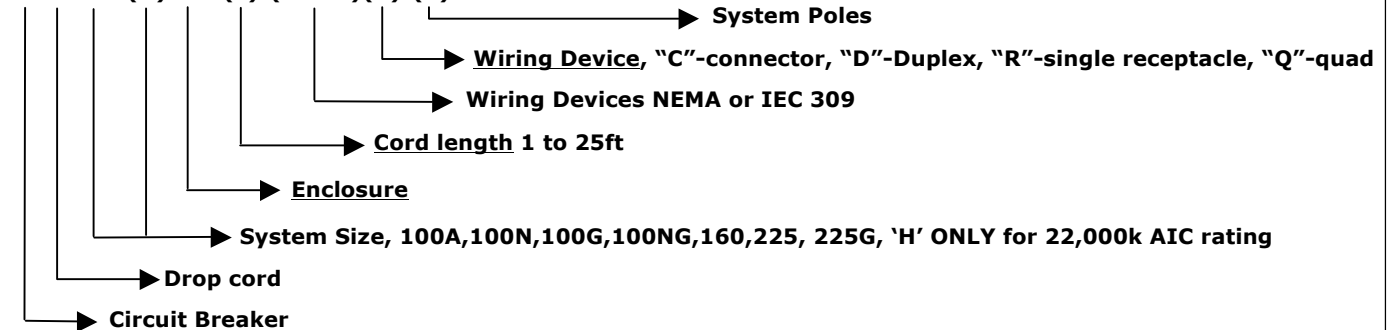 System Poles
Wiring Device, “C”-connector, “D”-Duplex, “R”-single receptacle, “Q”-quad
Wiring Devices NEMA or IEC 309
Cord length 1 to 25ft
Enclosure
System Size, 100A,100N,100G,100NG,160,225, 225G, ‘H’ ONLY for 22,000k AIC rating
Drop cord
Circuit Breaker